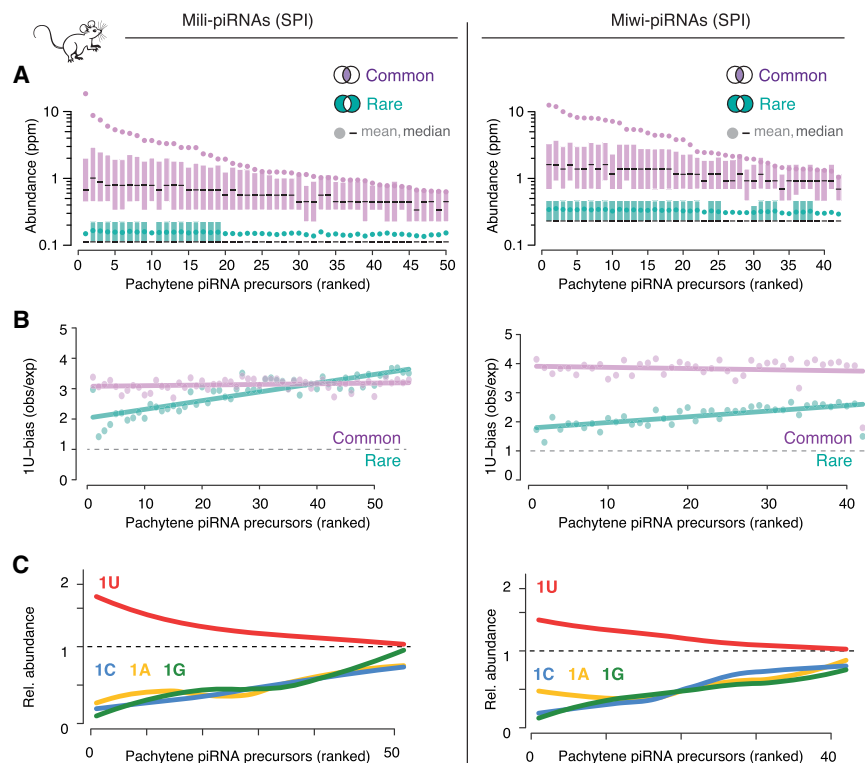 Mili-piRNAs (SPI)
Miwi-piRNAs (SPI)
A
Common
Rare
mean, median
Abundance (ppm)
10
1
1
0.1
0 5 10 15 20 25 30 35 40 45 50
Pachytene piRNA precursors (ranked)
Common
Rare
mean, median
Abundance (ppm)
10
1
1
0.1
0 5 10 15 20 25 30 35 40
Pachytene piRNA precursors (ranked)
B
1U−bias (obs/exp)
5
4
3
2
1
0
Common
Rare
0 10 20 30 40 50
Pachytene piRNA precursors (ranked)
1U−bias (obs/exp)
5
4
3
2
1
0
Common
Rare
0 10 20 30 40
Pachytene piRNA precursors (ranked)
C
Rel. abundance
2
1
0
1U
1C 1A 1G
0 50
Pachytene piRNA precursors (ranked)
Rel. abundance
2
1
0
1U
1C 1A 1G
0 40
Pachytene piRNA precursors (ranked)